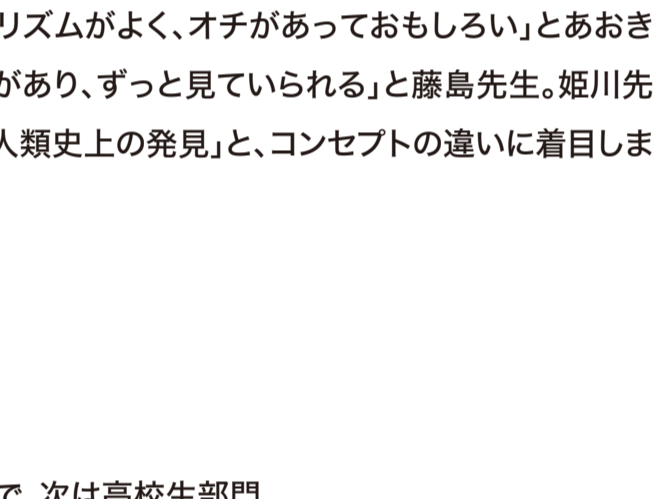 リズムがよく、オチがあっておもしろい」とあおき
があり、ずっと見ていられる」と藤島先生。姫川先
人類史上の発見」と、コンセプトの違いに着目しま
で、次は高校生部門